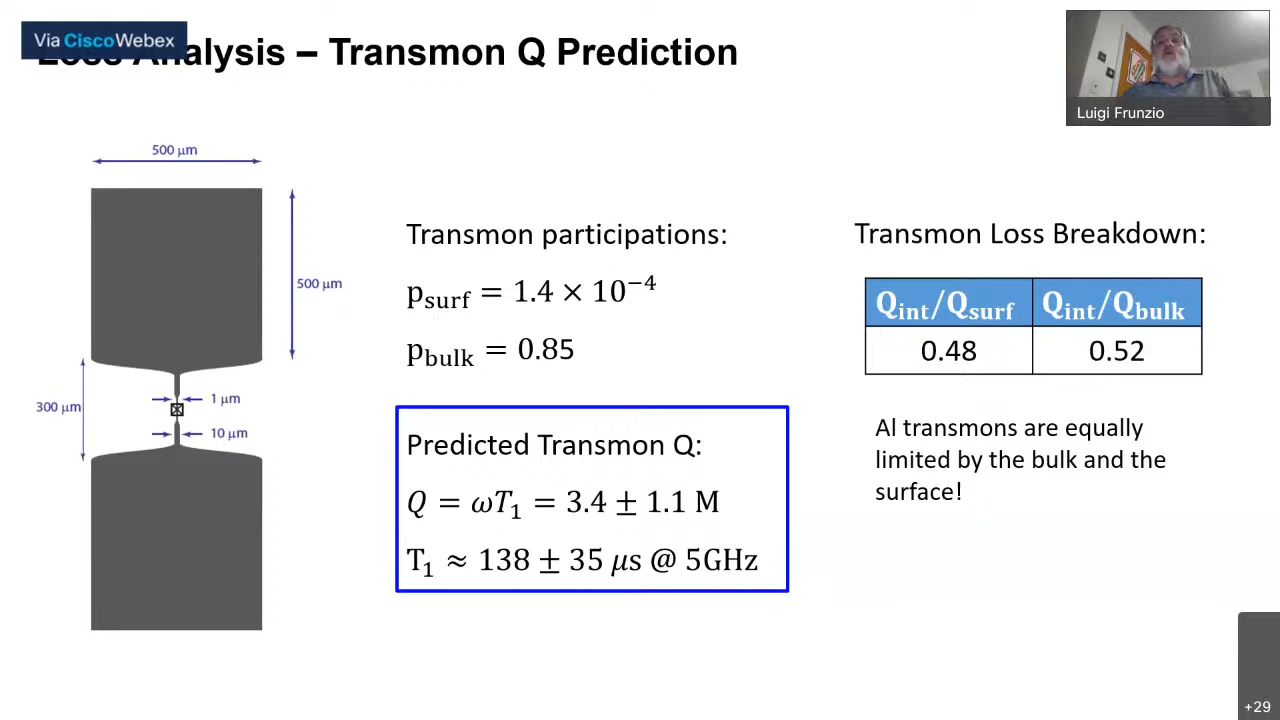 Via Cisco Webex
Analysis – Transmon Q Prediction
Luigi Frunzio
500 μm
500 μm
300 μm
1 μm
10 μm
Transmon participations:
p_surf = 1.4 × 10⁻⁴
p_bulk = 0.85
Predicted Transmon Q:
Q = ωT₁ = 3.4 ± 1.1 M
T₁ ≈ 138 ± 35 μs @ 5GHz
Transmon Loss Breakdown:
Q_int/Q_surf Q_int/Q_bulk
0.48 0.52
Al transmons are equally
limited by the bulk and the
surface!
+29